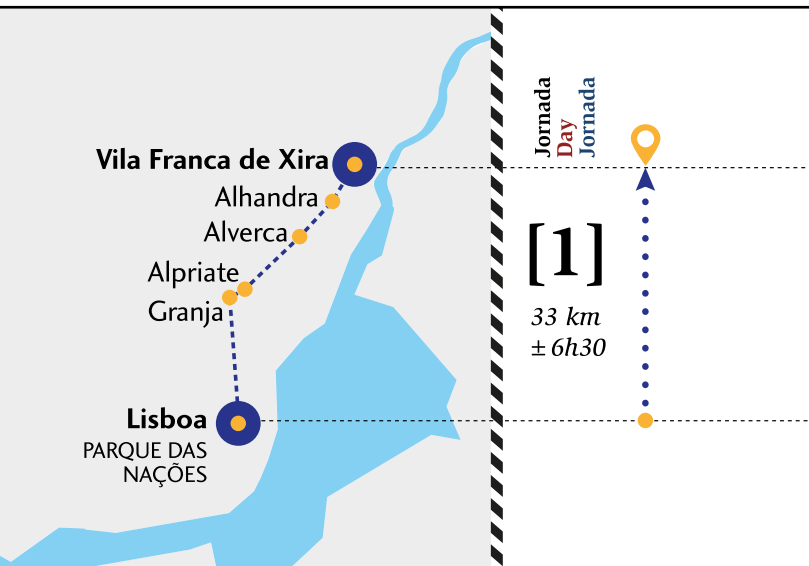 Vila Franca de Xira
Alhandra
Alverca
Alpriate
Granja
Lisboa
PARQUE DAS
NAÇÕES
Jornada
Day
Jornada
[1]
33 km
± 6h30